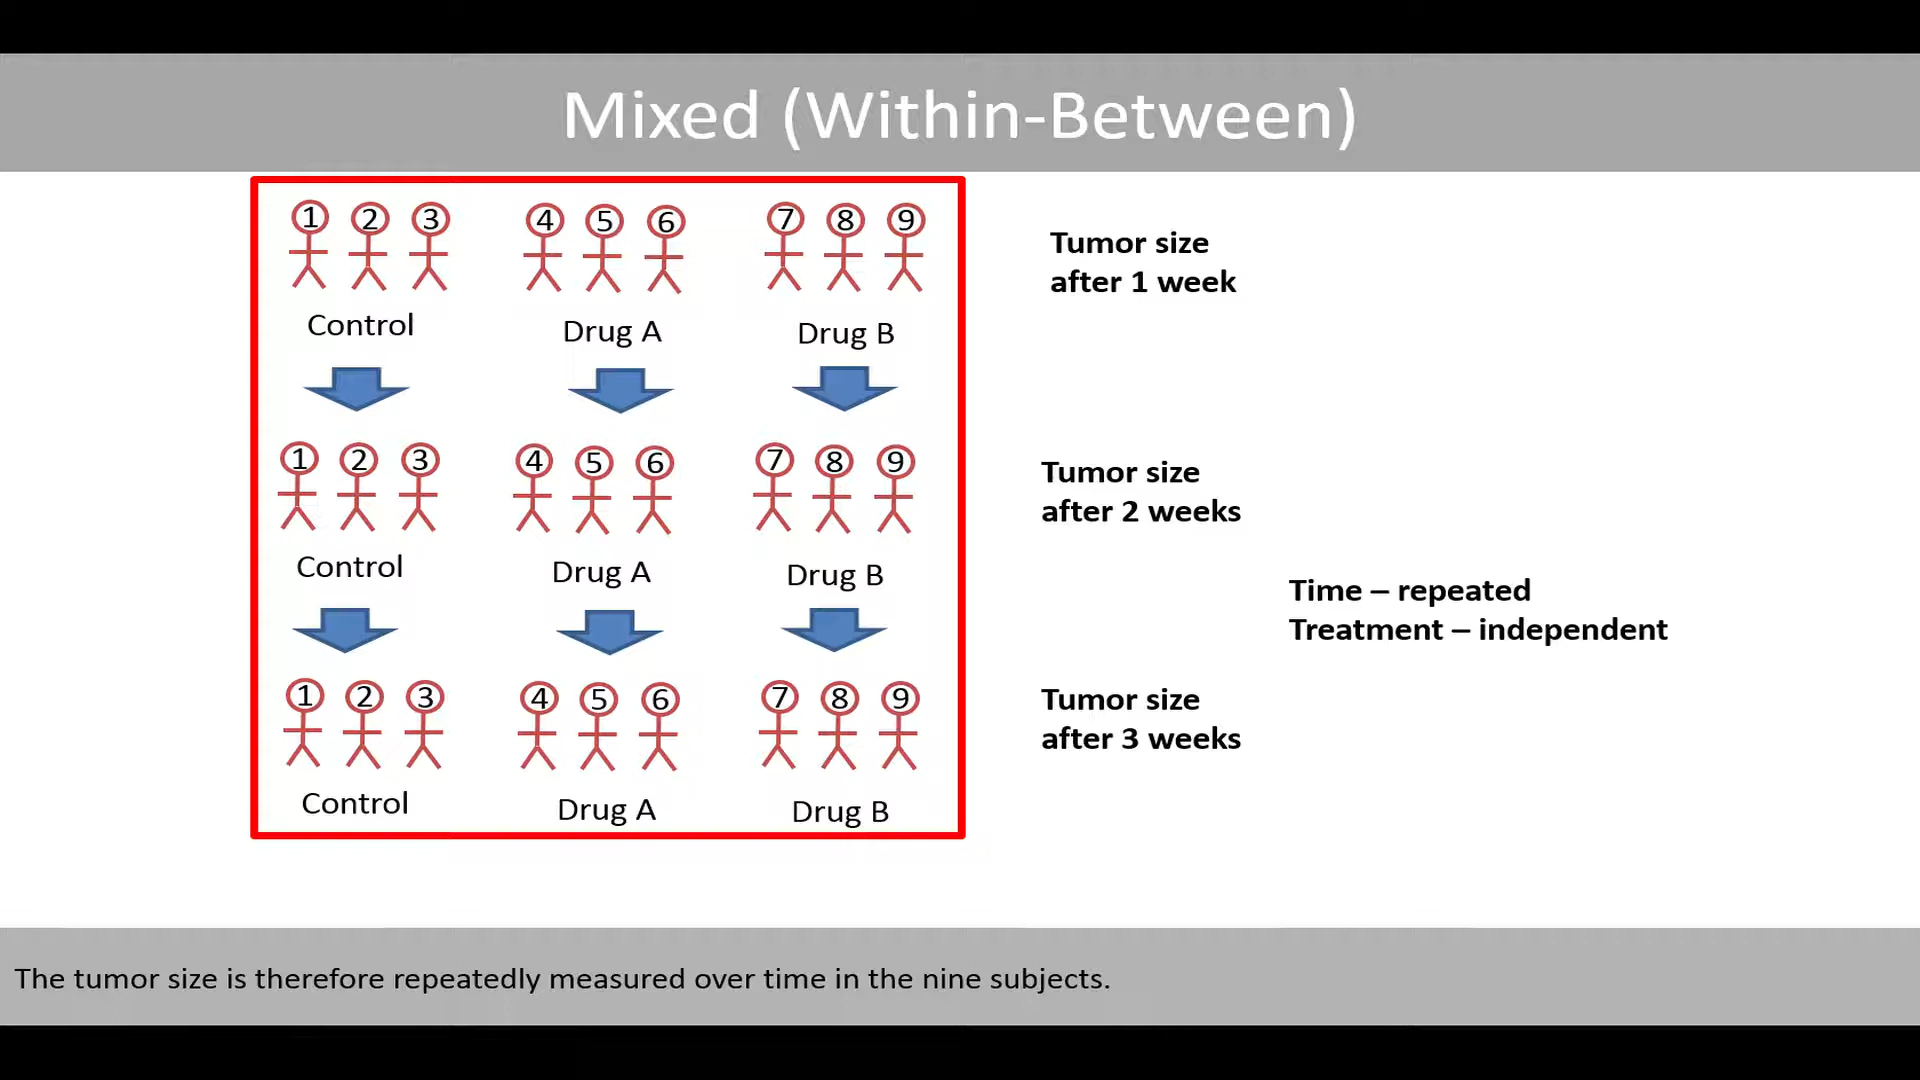 Mixed (Within-Between)
1 2 3 4 5 6 7 8 9
Control Drug A Drug B
Tumor size
after 1 week
1 2 3 4 5 6 7 8 9
Control Drug A Drug B
Tumor size
after 2 weeks
Time – repeated
Treatment – independent
1 2 3 4 5 6 7 8 9
Control Drug A Drug B
Tumor size
after 3 weeks
The tumor size is therefore repeatedly measured over time in the nine subjects.